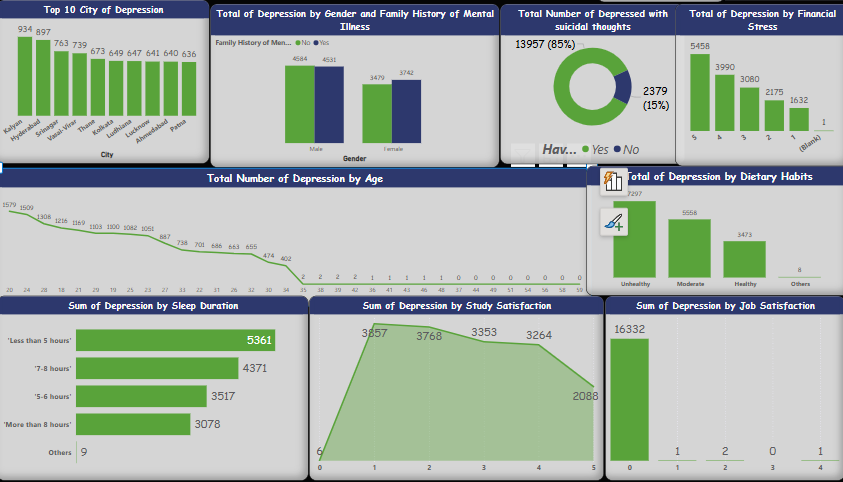 Top 10 City of Depression
934 897 763 739 673 649 647 641 640 636
Kalyan Hyderabad Srinagar Vasai-Virar Thane Kolkata Ludhiana Lucknow Ahmedabad Patna
City
Total of Depression by Gender and Family History of Mental
Illness
Family History of Men... No Yes
4584 4531 3479 3742
Male Female
Gender
Total Number of Depressed with
suicidal thoughts
13957 (85%)
2379
(15%)
Hav... Yes No
Total of Depression by Financial
Stress
5458
3990
3080
2175
1632
1
5 4 3 2 1 (Blank)
Total Number of Depression by Age
1579 1509 1308 1216 1169 1103 1100 1082 1051 887 738 701 686 663 655 474 402 2 2 2 2 1 1 1 1 1 0 0 0 0 0 0 0
20 24 28 18 21 29 19 25 23 27 33 22 31 26 32 30 34 35 38 39 42 36 41 43 46 48 37 44 49 51 54 56 58 59
Total of Depression by Dietary Habits
7297
5558
3473
8
Unhealthy Moderate Healthy Others
Sum of Depression by Sleep Duration
'Less than 5 hours' 5361
'7-8 hours' 4371
'5-6 hours' 3517
'More than 8 hours' 3078
Others 9
Sum of Depression by Study Satisfaction
6 3857 3768 3353 3264 2088
0 1 2 3 4 5
Sum of Depression by Job Satisfaction
16332
1 2 0 1
0 1 2 3 4